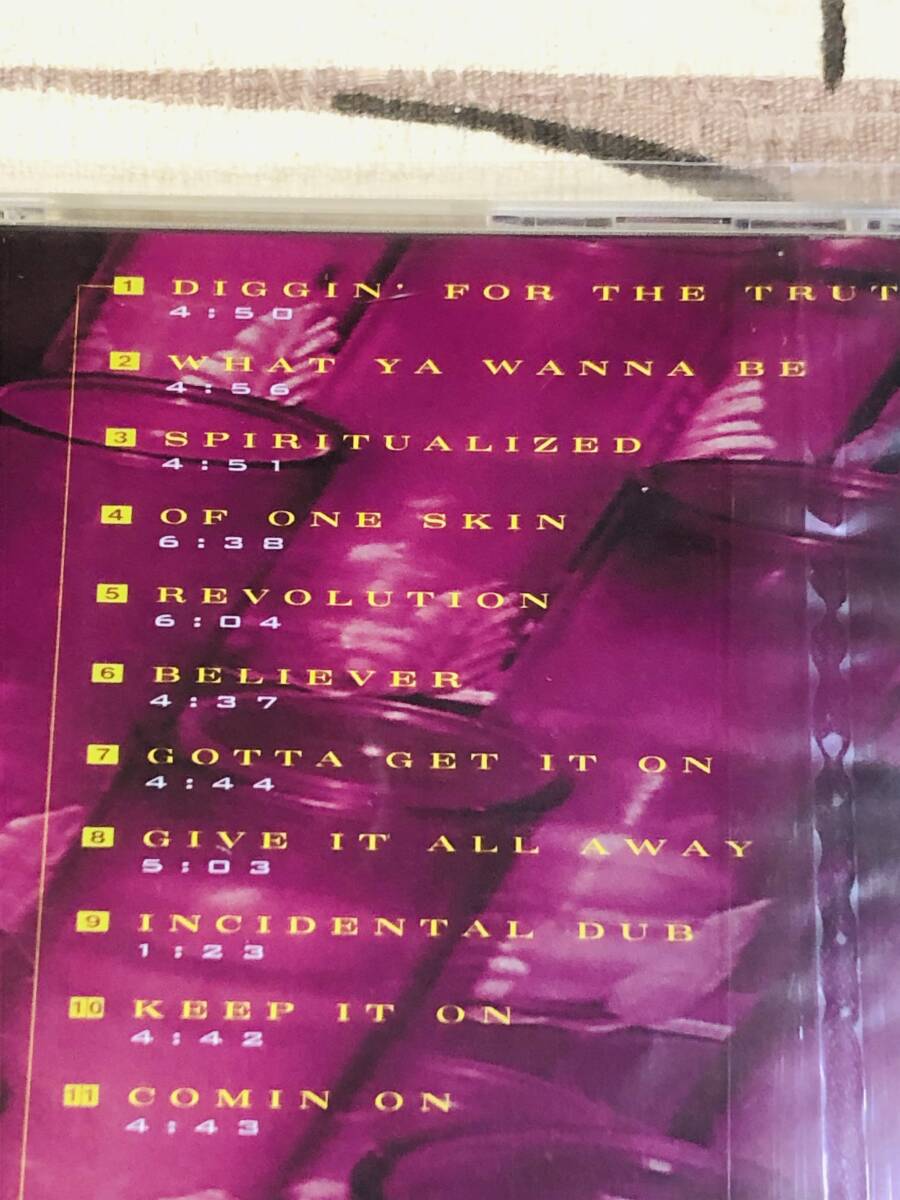 1 DIGGIN' FOR THE TRUT
4:50
2 WHAT YA WANNA BE
4:56
3 SPIRITUALIZED
4:51
4 OF ONE SKIN
6:38
5 REVOLUTION
6:04
6 BELIEVER
4:37
7 GOTTA GET IT ON
4:44
8 GIVE IT ALL AWAY
5:03
9 INCIDENTAL DUB
1:23
10 KEEP IT ON
4:42
11 COMIN ON
4:43